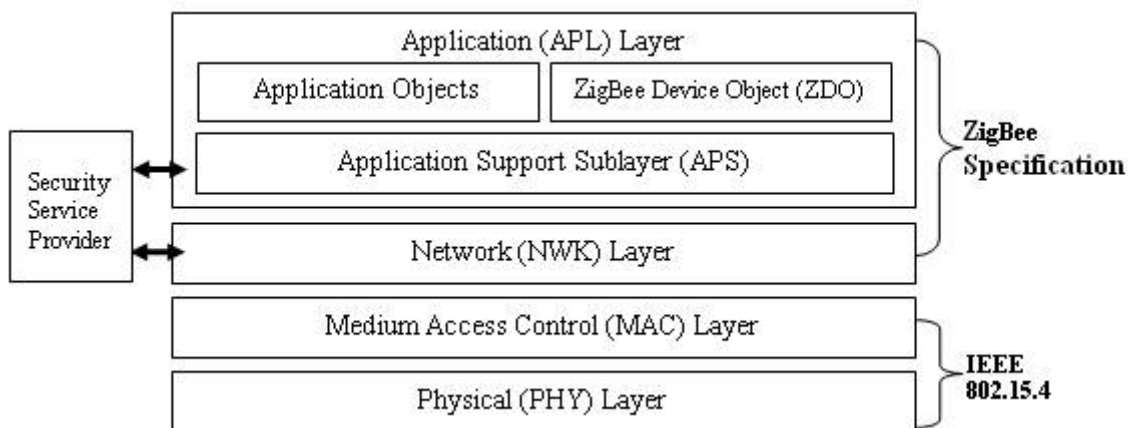 Application (APL) Layer
Application Objects
ZigBee Device Object (ZDO)
Application Support Sublayer (APS)
Security
Service
Provider
ZigBee
Specification
Network (NWK) Layer
Medium Access Control (MAC) Layer
Physical (PHY) Layer
IEEE
802.15.4